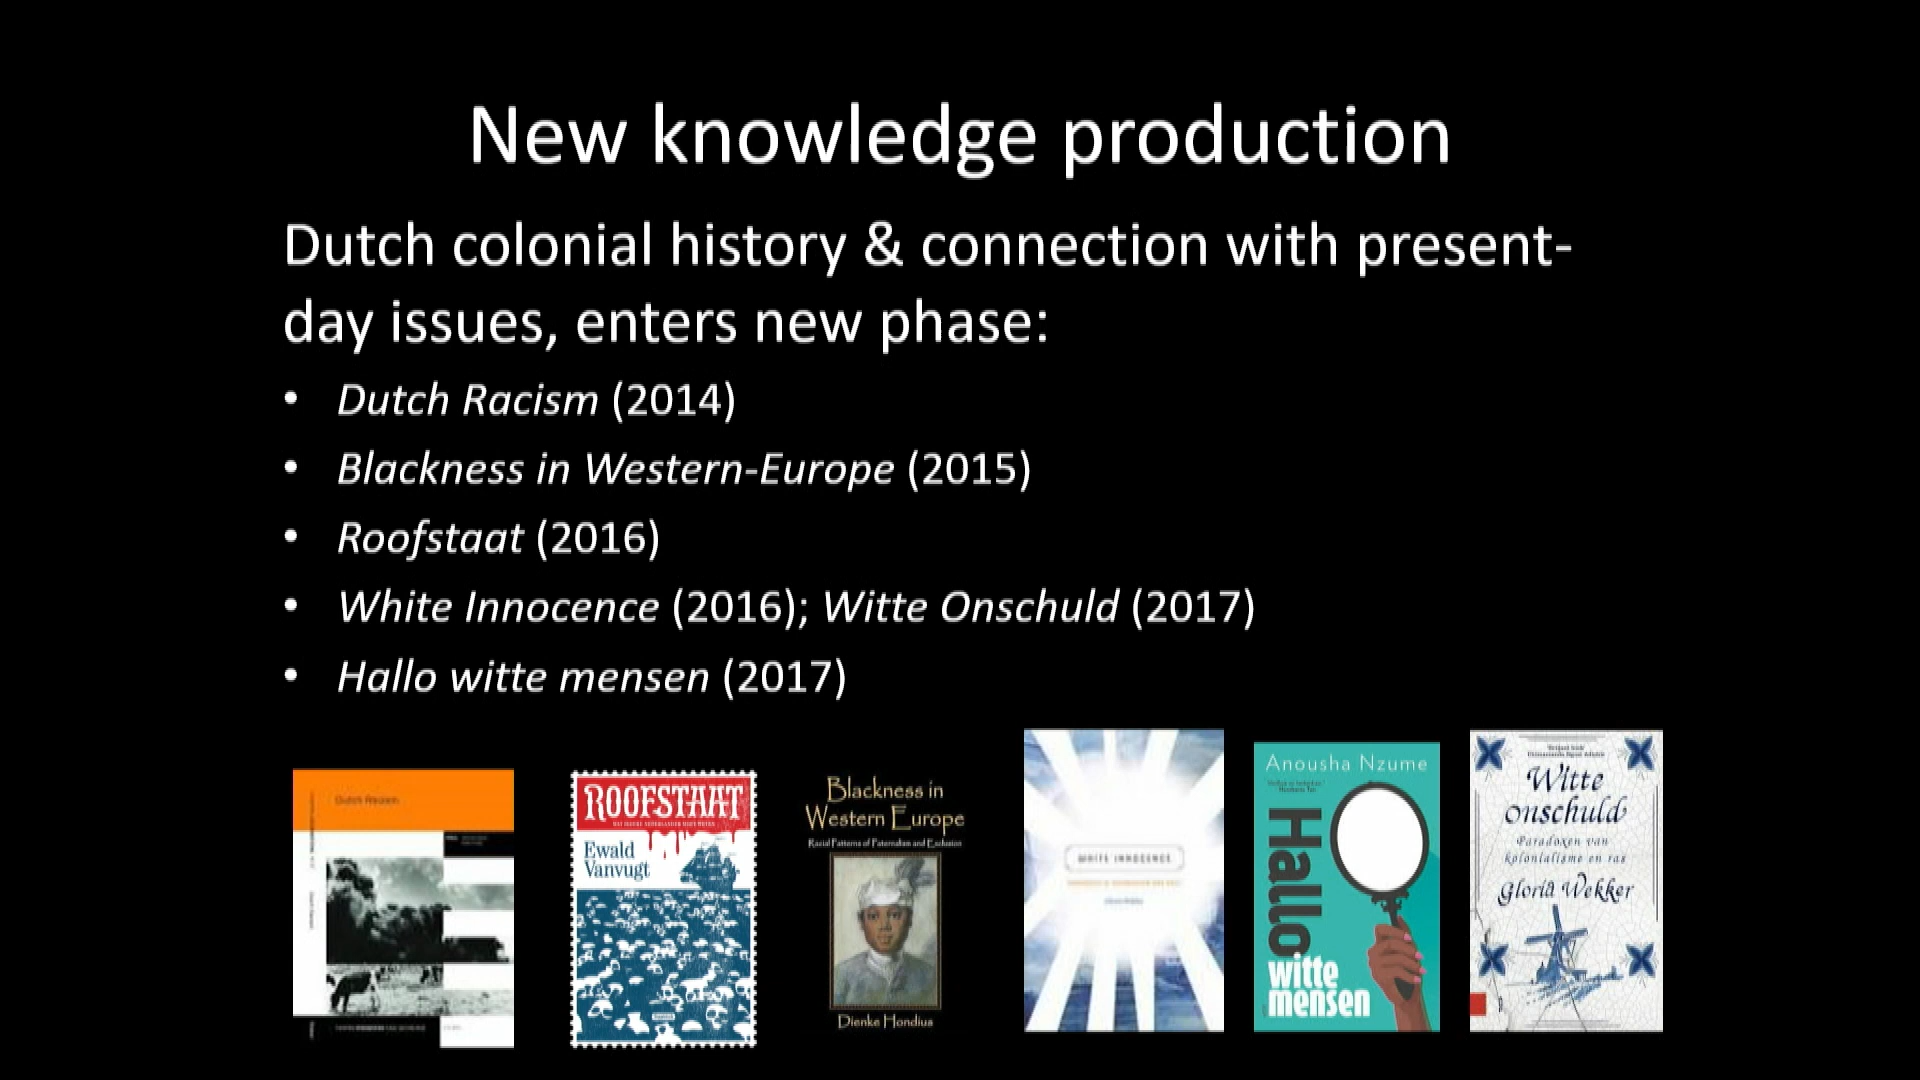 New knowledge production
Dutch colonial history & connection with present-
day issues, enters new phase:
• Dutch Racism (2014)
• Blackness in Western-Europe (2015)
• Roofstaat (2016)
• White Innocence (2016); Witte Onschuld (2017)
• Hallo witte mensen (2017)
Dutch Racism
ROOFSTAAT
Ewald
Vanvugt
Blackness in
Western Europe
Racial Patterns of Paternalism and Exclusion
Dienke Hondius
WHITE INNOCENCE
Anousha Nzume
Hallo
witte
mensen
Witte
onschuld
Paradoxen van
kolonialisme en ras
Gloria Wekker